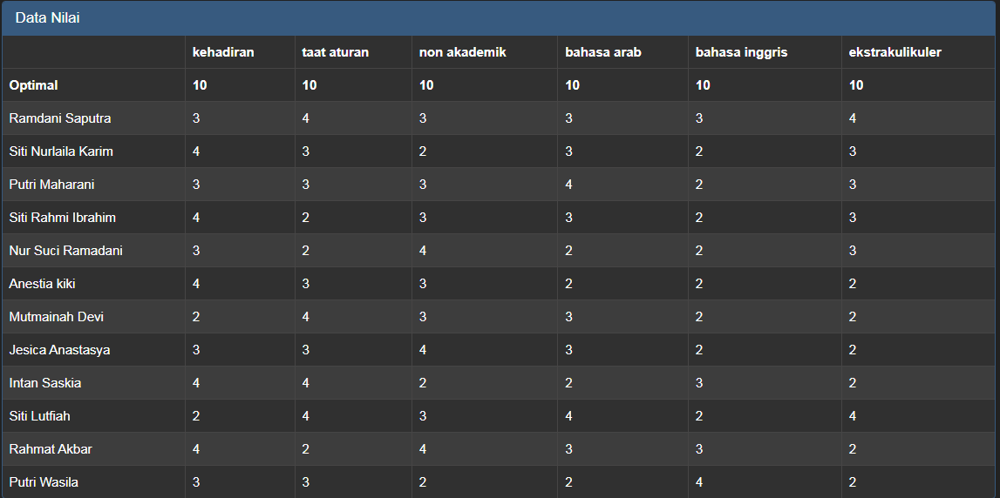 Data Nilai
kehadiran taat aturan non akademik bahasa arab bahasa inggris ekstrakulikuler
Optimal 10 10 10 10 10 10
Ramdani Saputra 3 4 3 3 3 4
Siti Nurlaila Karim 4 3 2 3 2 3
Putri Maharani 3 3 3 4 2 3
Siti Rahmi Ibrahim 4 2 3 3 2 3
Nur Suci Ramadani 3 2 4 2 2 3
Anestia kiki 4 3 3 2 2 2
Mutmainah Devi 2 4 3 3 2 2
Jesica Anastasya 3 3 4 3 2 2
Intan Saskia 4 4 2 2 3 2
Siti Lutfiah 2 4 3 4 2 4
Rahmat Akbar 4 2 4 3 3 2
Putri Wasila 3 3 2 2 4 2